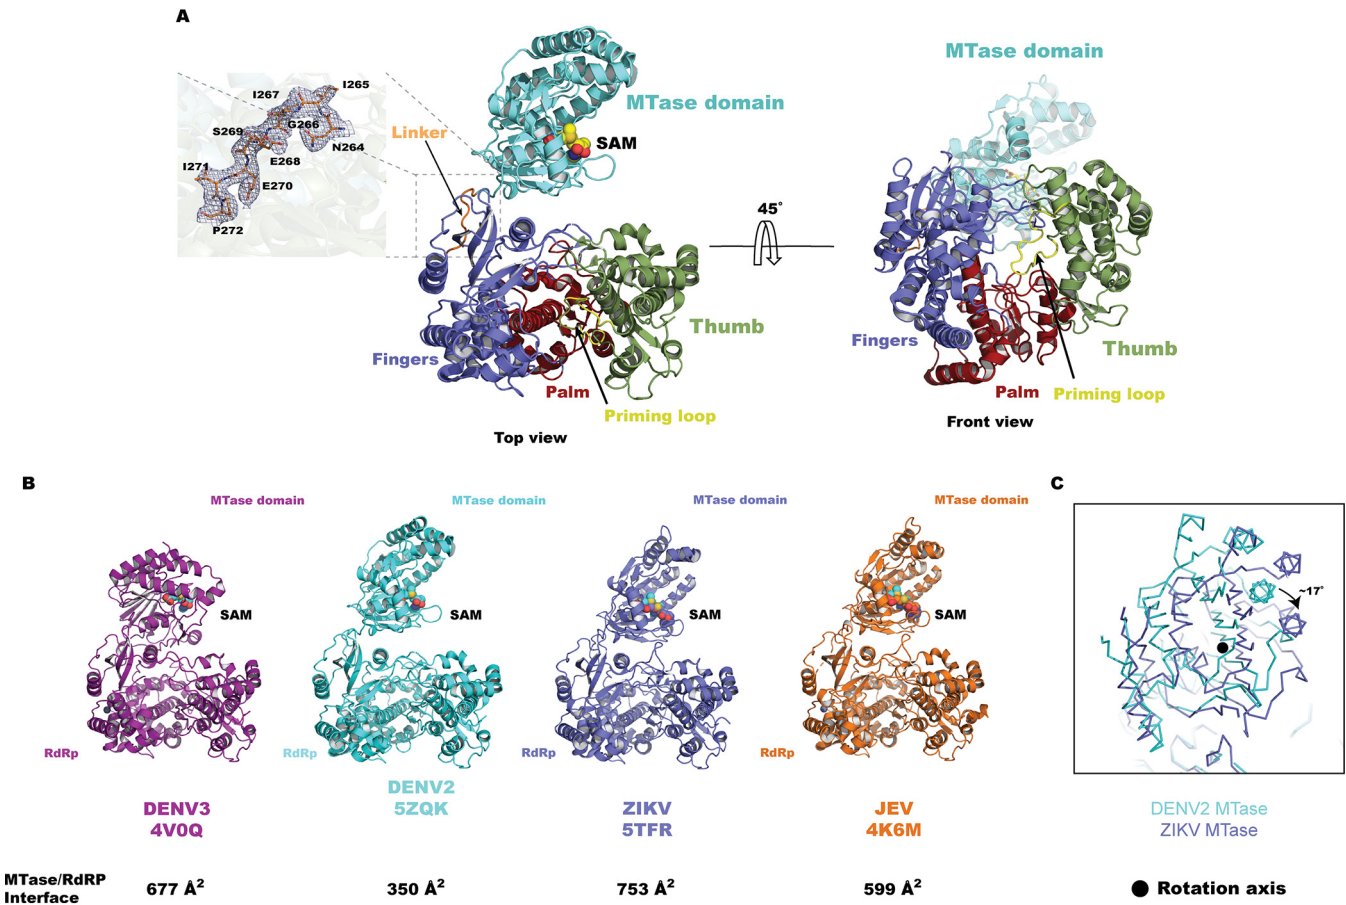 A
I267
I265
S269
G266
N264
E268
I271
E270
P272
Linker
MTase domain
SAM
Fingers
Palm
Thumb
Priming loop
Top view
45°
MTase domain
Fingers
Palm
Thumb
Priming loop
Front view
B
MTase domain
SAM
RdRp
DENV3
4V0Q
MTase domain
SAM
RdRp
DENV2
5ZQK
MTase domain
SAM
RdRp
ZIKV
5TFR
MTase domain
SAM
RdRp
JEV
4K6M
MTase/RdRP
Interface
677 Å²
350 Å²
753 Å²
599 Å²
C
~17°
DENV2 MTase
ZIKV MTase
Rotation axis